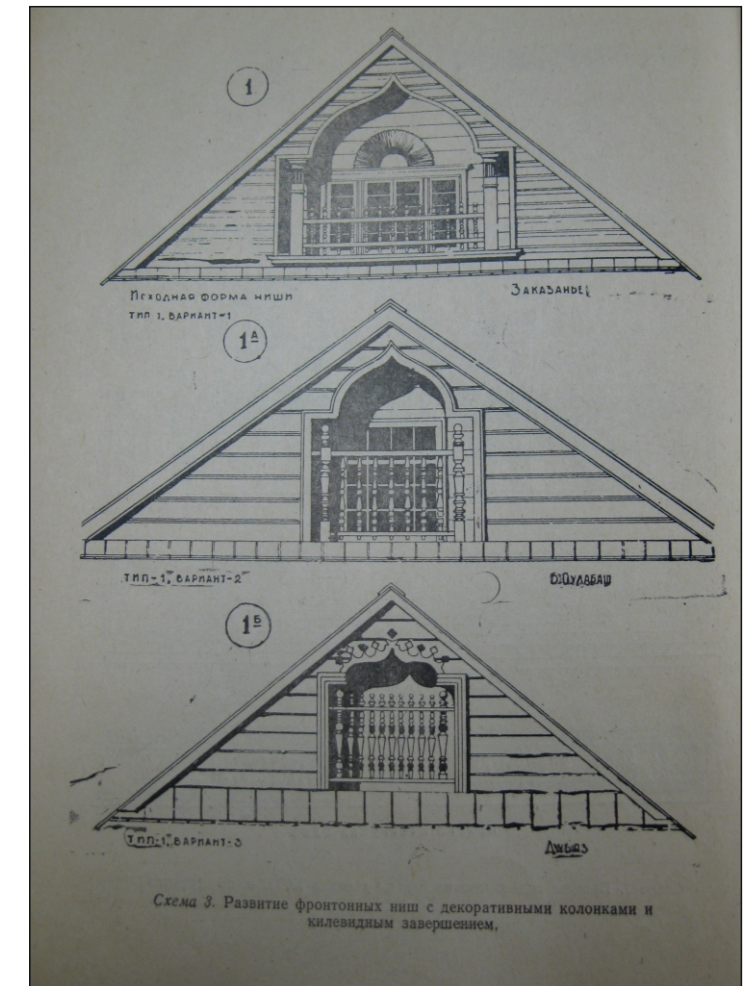 1
Исходная форма ниши
Заказанье
тип 1, вариант-1
1А
тип-1, вариант-2
1Б
тип-1, вариант-3
Схема 3. Развитие фронтонных ниш с декоративными колонками и
килевидным завершением.